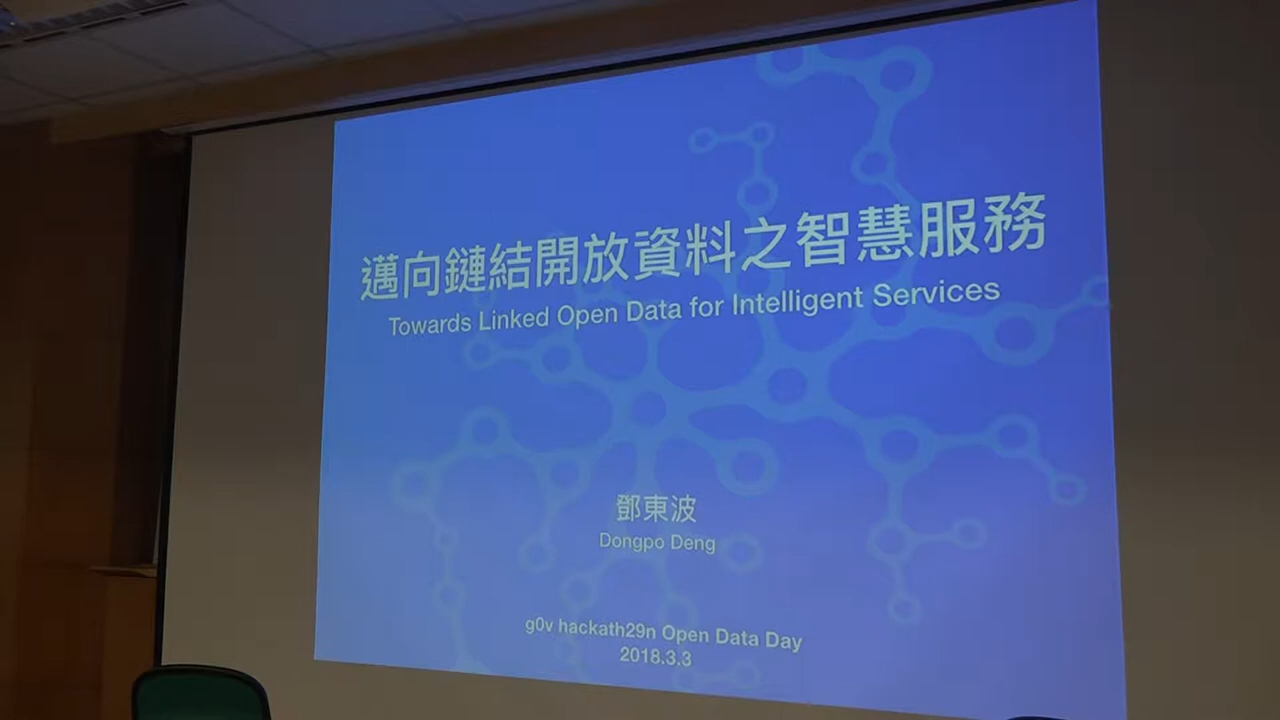 邁向鏈結開放資料之智慧服務
Towards Linked Open Data for Intelligent Services
鄧東波
Dongpo Deng
g0v hackath29n Open Data Day
2018.3.3